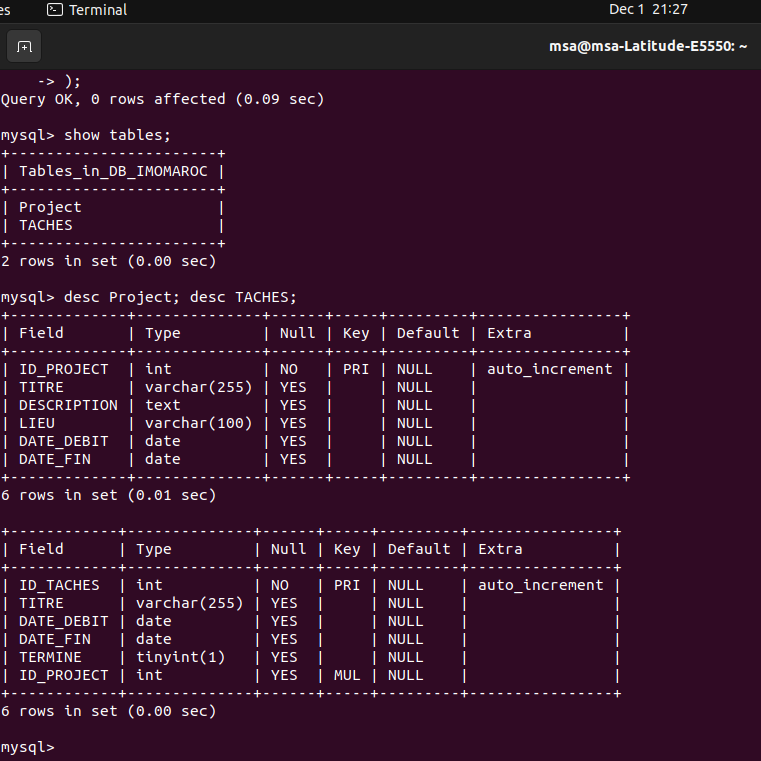 es Terminal Dec 1 21:27
msa@msa-Latitude-E5550: ~
    -> );
Query OK, 0 rows affected (0.09 sec)

mysql> show tables;
+-----------------------+
| Tables_in_DB_IMOMAROC |
+-----------------------+
| Project               |
| TACHES                |
+-----------------------+
2 rows in set (0.00 sec)

mysql> desc Project; desc TACHES;
+-------------+--------------+------+-----+---------+----------------+
| Field       | Type         | Null | Key | Default | Extra          |
+-------------+--------------+------+-----+---------+----------------+
| ID_PROJECT  | int          | NO   | PRI | NULL    | auto_increment |
| TITRE       | varchar(255) | YES  |     | NULL    |                |
| DESCRIPTION | text         | YES  |     | NULL    |                |
| LIEU        | varchar(100) | YES  |     | NULL    |                |
| DATE_DEBIT  | date         | YES  |     | NULL    |                |
| DATE_FIN    | date         | YES  |     | NULL    |                |
+-------------+--------------+------+-----+---------+----------------+
6 rows in set (0.01 sec)

+------------+--------------+------+-----+---------+----------------+
| Field      | Type         | Null | Key | Default | Extra          |
+------------+--------------+------+-----+---------+----------------+
| ID_TACHES  | int          | NO   | PRI | NULL    | auto_increment |
| TITRE      | varchar(255) | YES  |     | NULL    |                |
| DATE_DEBIT | date         | YES  |     | NULL    |                |
| DATE_FIN   | date         | YES  |     | NULL    |                |
| TERMINE    | tinyint(1)   | YES  |     | NULL    |                |
| ID_PROJECT | int          | YES  | MUL | NULL    |                |
+------------+--------------+------+-----+---------+----------------+
6 rows in set (0.00 sec)

mysql>